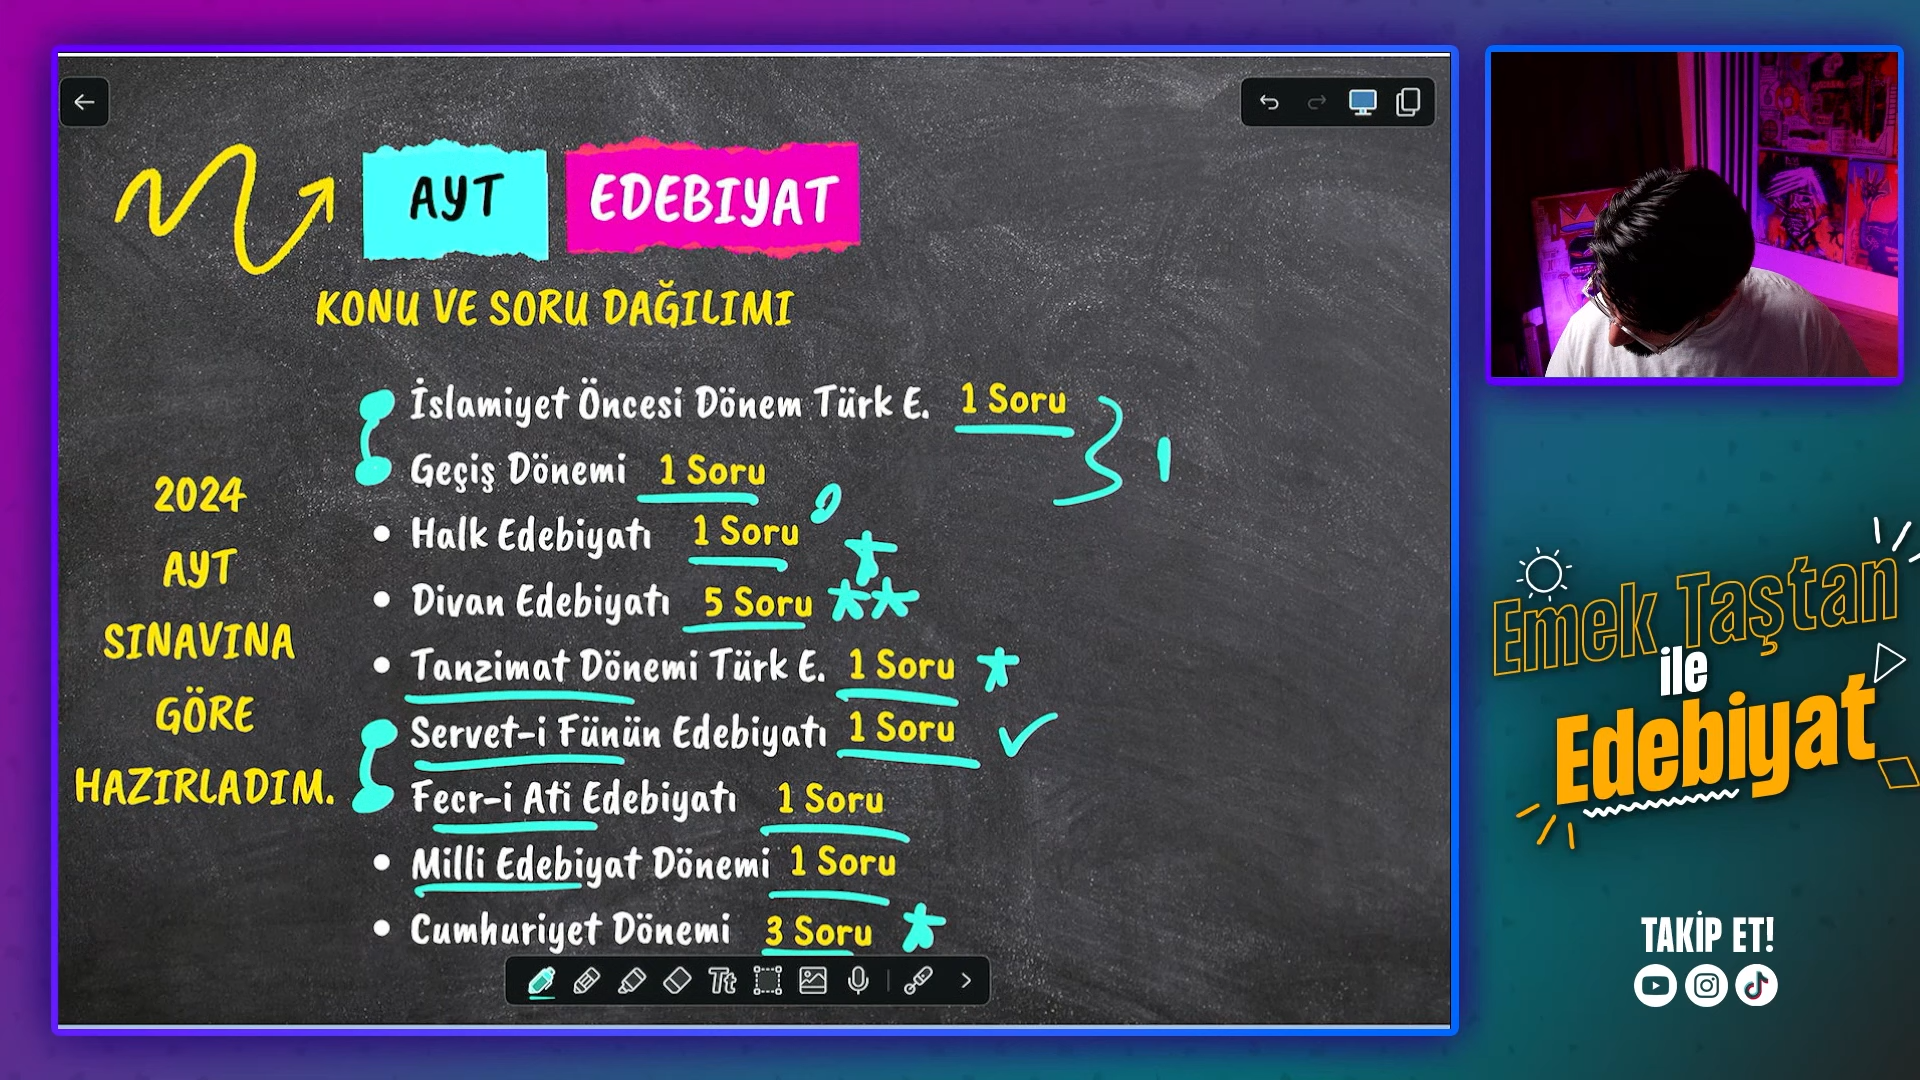 AYT EDEBIYAT
KONU VE SORU DAĞILIMI
2024
AYT
SINAVINA
GÖRE
HAZIRLADIM.
İslamiyet Öncesi Dönem Türk E. 1 Soru
1
Geçiş Dönemi 1 Soru
Halk Edebiyatı 1 Soru
Divan Edebiyatı 5 Soru
Tanzimat Dönemi Türk E. 1 Soru
Servet-i Fünün Edebiyatı 1 Soru
Fecr-i Ati Edebiyatı 1 Soru
Milli Edebiyat Dönemi 1 Soru
Cumhuriyet Dönemi 3 Soru
Tt
Emek Taştan
ile
Edebiyat
TAKİP ET!